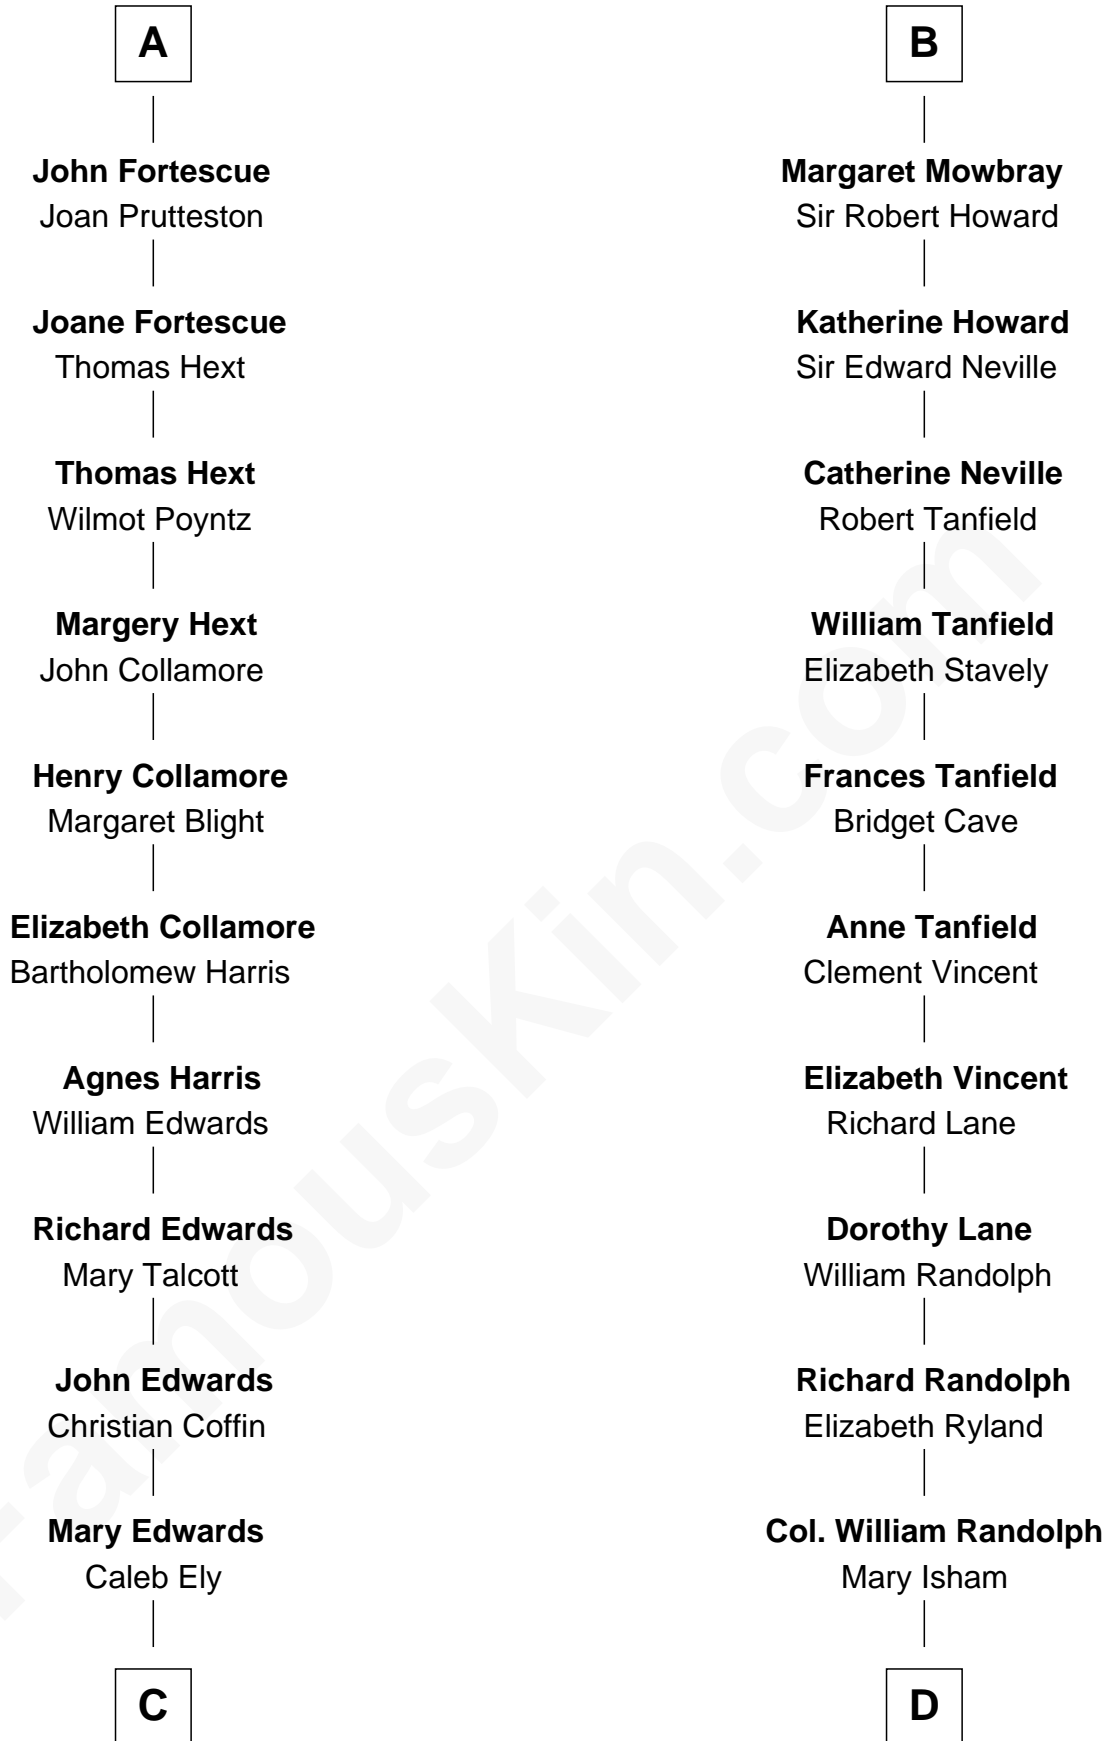 A
John Fortescue
Joan Prutteston
Joane Fortescue
Thomas Hext
Thomas Hext
Wilmot Poyntz
Margery Hext
John Collamore
Henry Collamore
Margaret Blight
Elizabeth Collamore
Bartholomew Harris
Agnes Harris
William Edwards
Richard Edwards
Mary Talcott
John Edwards
Christian Coffin
Mary Edwards
Caleb Ely
C
B
Margaret Mowbray
Sir Robert Howard
Katherine Howard
Sir Edward Neville
Catherine Neville
Robert Tanfield
William Tanfield
Elizabeth Stavely
Frances Tanfield
Bridget Cave
Anne Tanfield
Clement Vincent
Elizabeth Vincent
Richard Lane
Dorothy Lane
William Randolph
Richard Randolph
Elizabeth Ryland
Col. William Randolph
Mary Isham
D
FamousKin.com